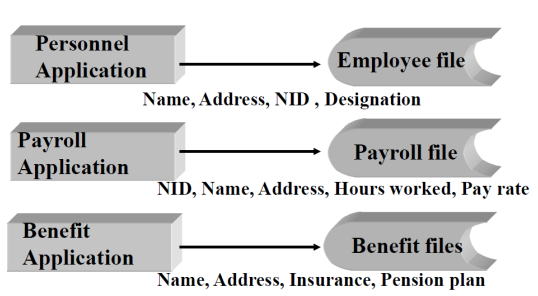 Personnel
Application
Employee file
Name, Address, NID , Designation
Payroll
Application
Payroll file
NID, Name, Address, Hours worked, Pay rate
Benefit
Application
Benefit files
Name, Address, Insurance, Pension plan